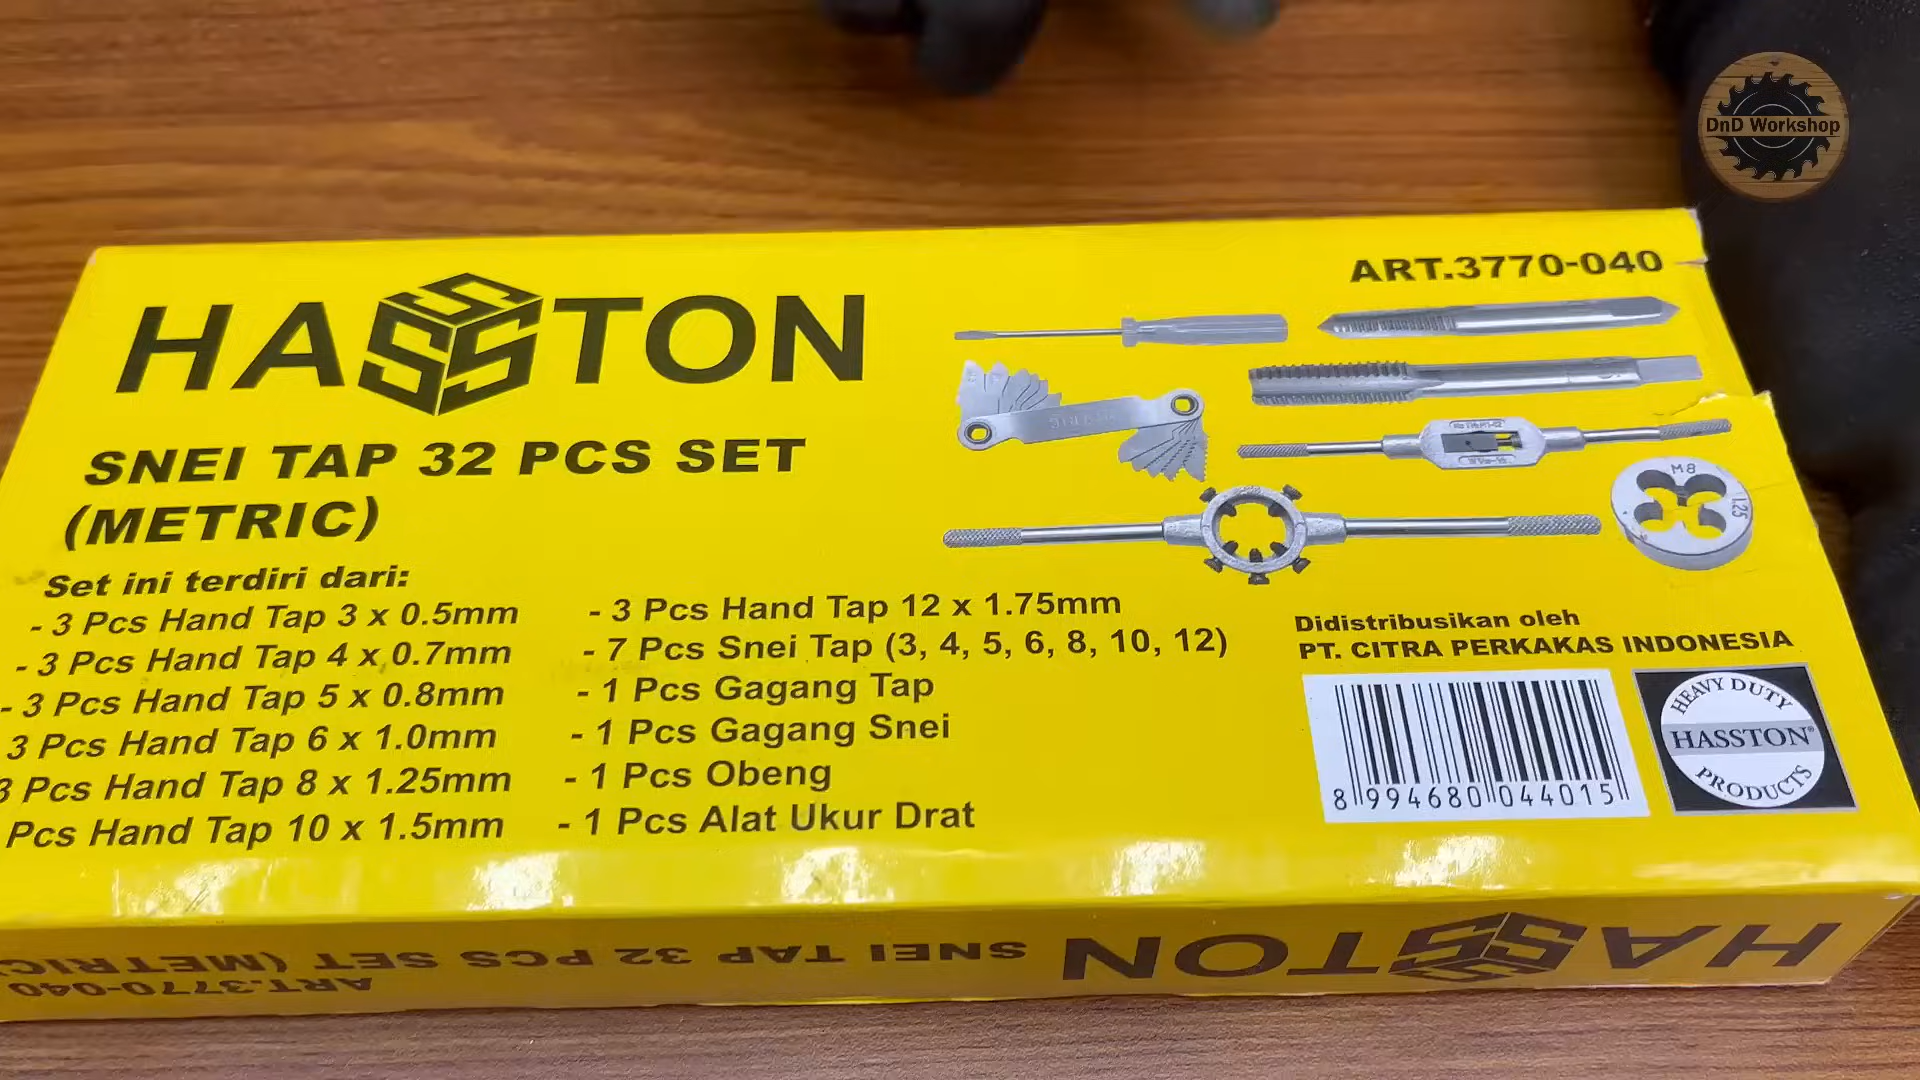 DnD Workshop
ART.3770-040
HASSTON
SNEI TAP 32 PCS SET
(METRIC)
Set ini terdiri dari:
- 3 Pcs Hand Tap 3 x 0.5mm
- 3 Pcs Hand Tap 4 x 0.7mm
- 3 Pcs Hand Tap 5 x 0.8mm
3 Pcs Hand Tap 6 x 1.0mm
3 Pcs Hand Tap 8 x 1.25mm
Pcs Hand Tap 10 x 1.5mm
- 3 Pcs Hand Tap 12 x 1.75mm
- 7 Pcs Snei Tap (3, 4, 5, 6, 8, 10, 12)
- 1 Pcs Gagang Tap
- 1 Pcs Gagang Snei
- 1 Pcs Obeng
- 1 Pcs Alat Ukur Drat
M8
1.25
Didistribusikan oleh
PT. CITRA PERKAKAS INDONESIA
8 994680 044015
HEAVY DUTY
HASSTON®
PRODUCTS
HASSTON
SNEI TAP 32 PCS SET (METRIC)
ART.3770-040